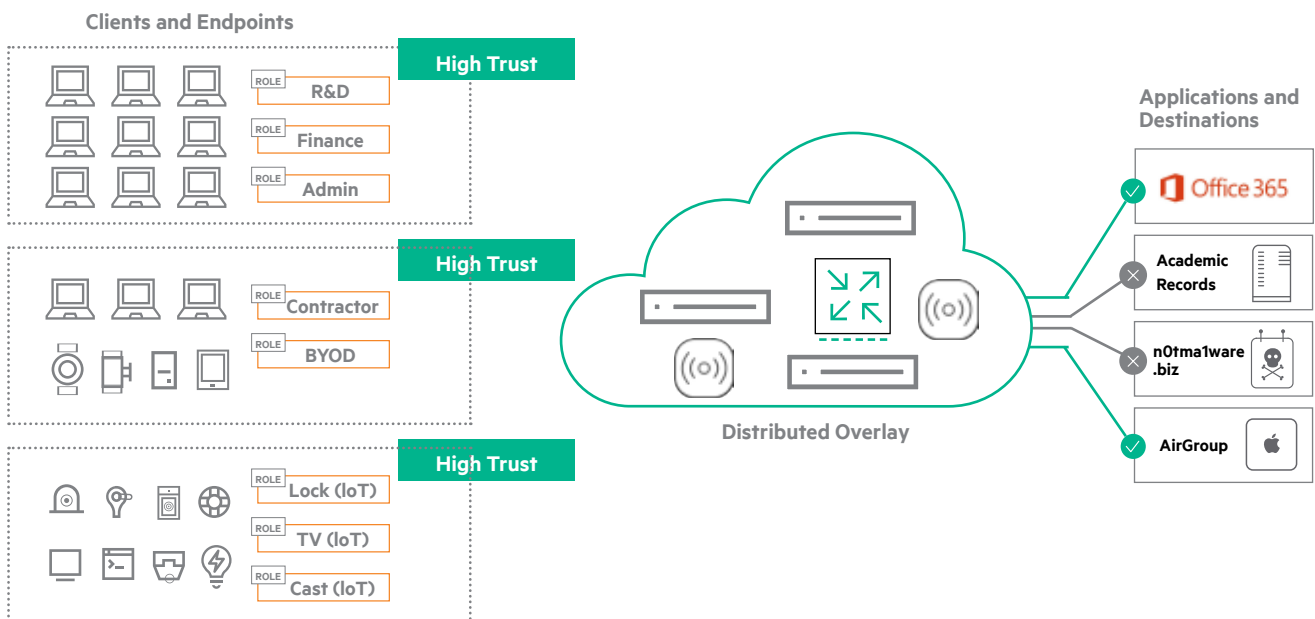 Clients and Endpoints
High Trust
ROLE
R&D
ROLE
Finance
ROLE
Admin
High Trust
ROLE
Contractor
ROLE
BYOD
High Trust
ROLE
Lock (IoT)
ROLE
TV (IoT)
ROLE
Cast (IoT)
Distributed Overlay
Applications and
Destinations
Office 365
Academic
Records
n0tma1ware
.biz
AirGroup